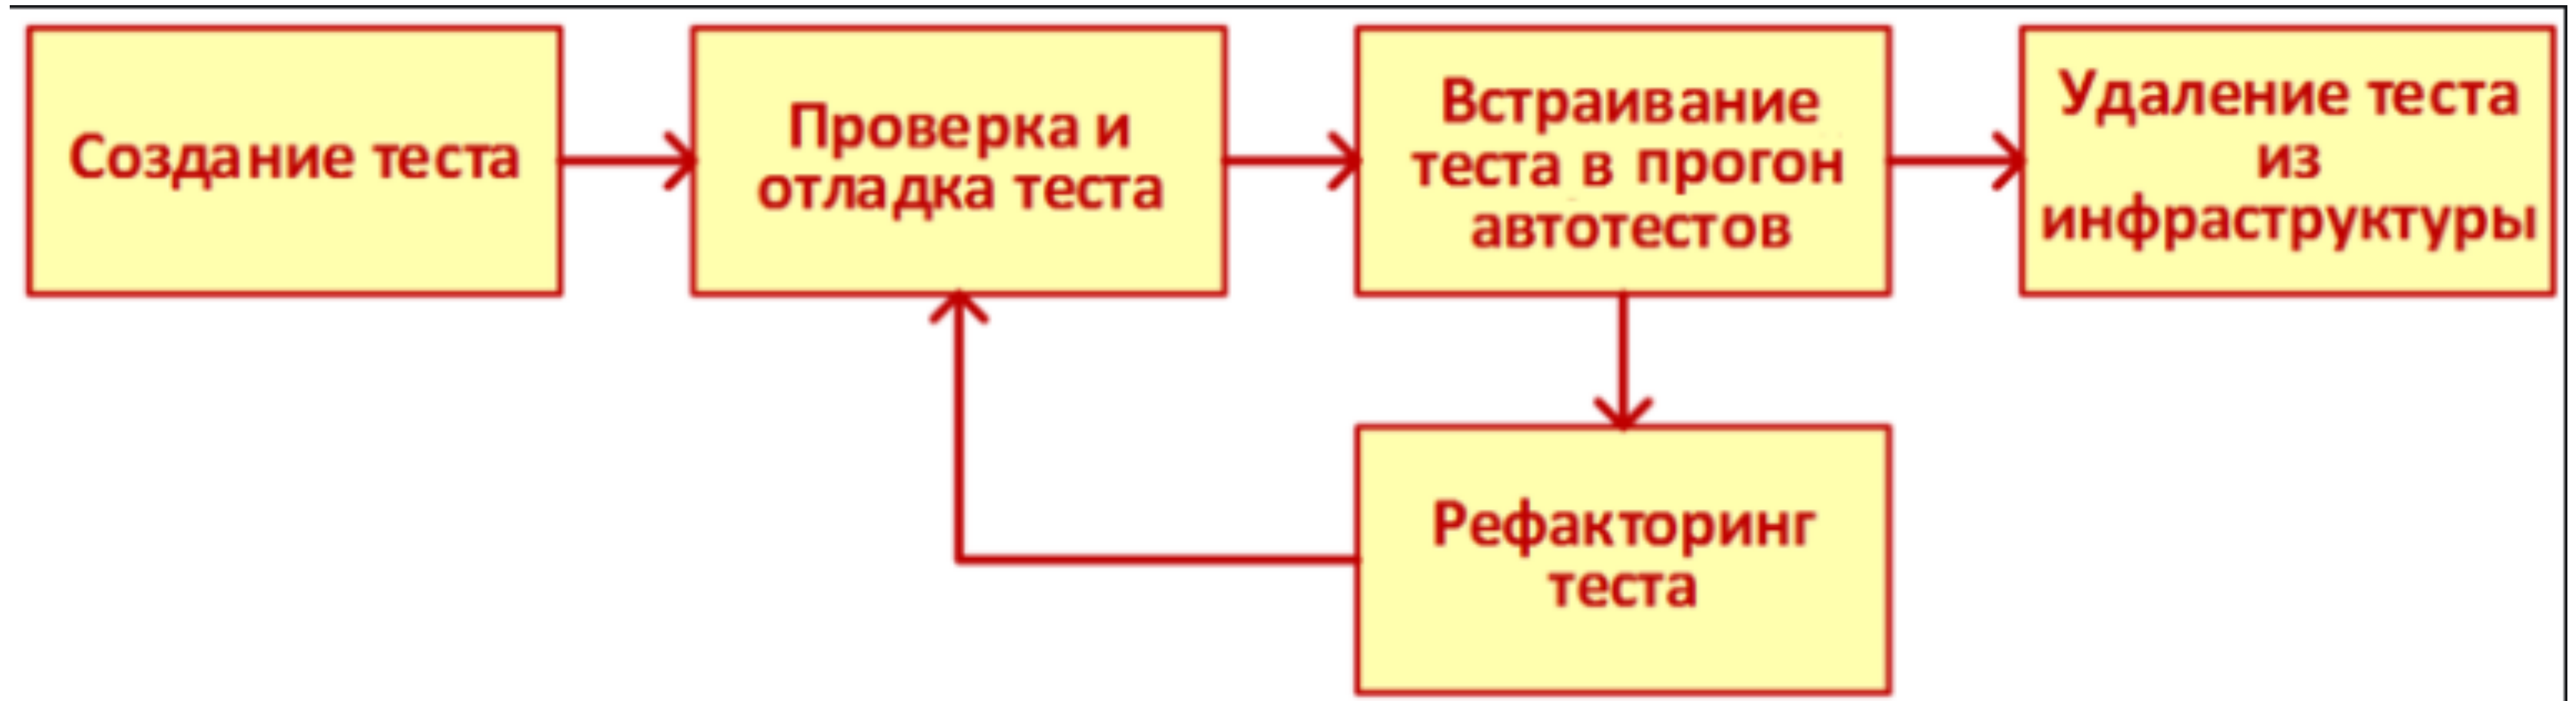 Создание теста
Проверка и
отладка теста
Встраивание
теста в прогон
автотестов
Удаление теста
из
инфраструктуры
Рефакторинг
теста